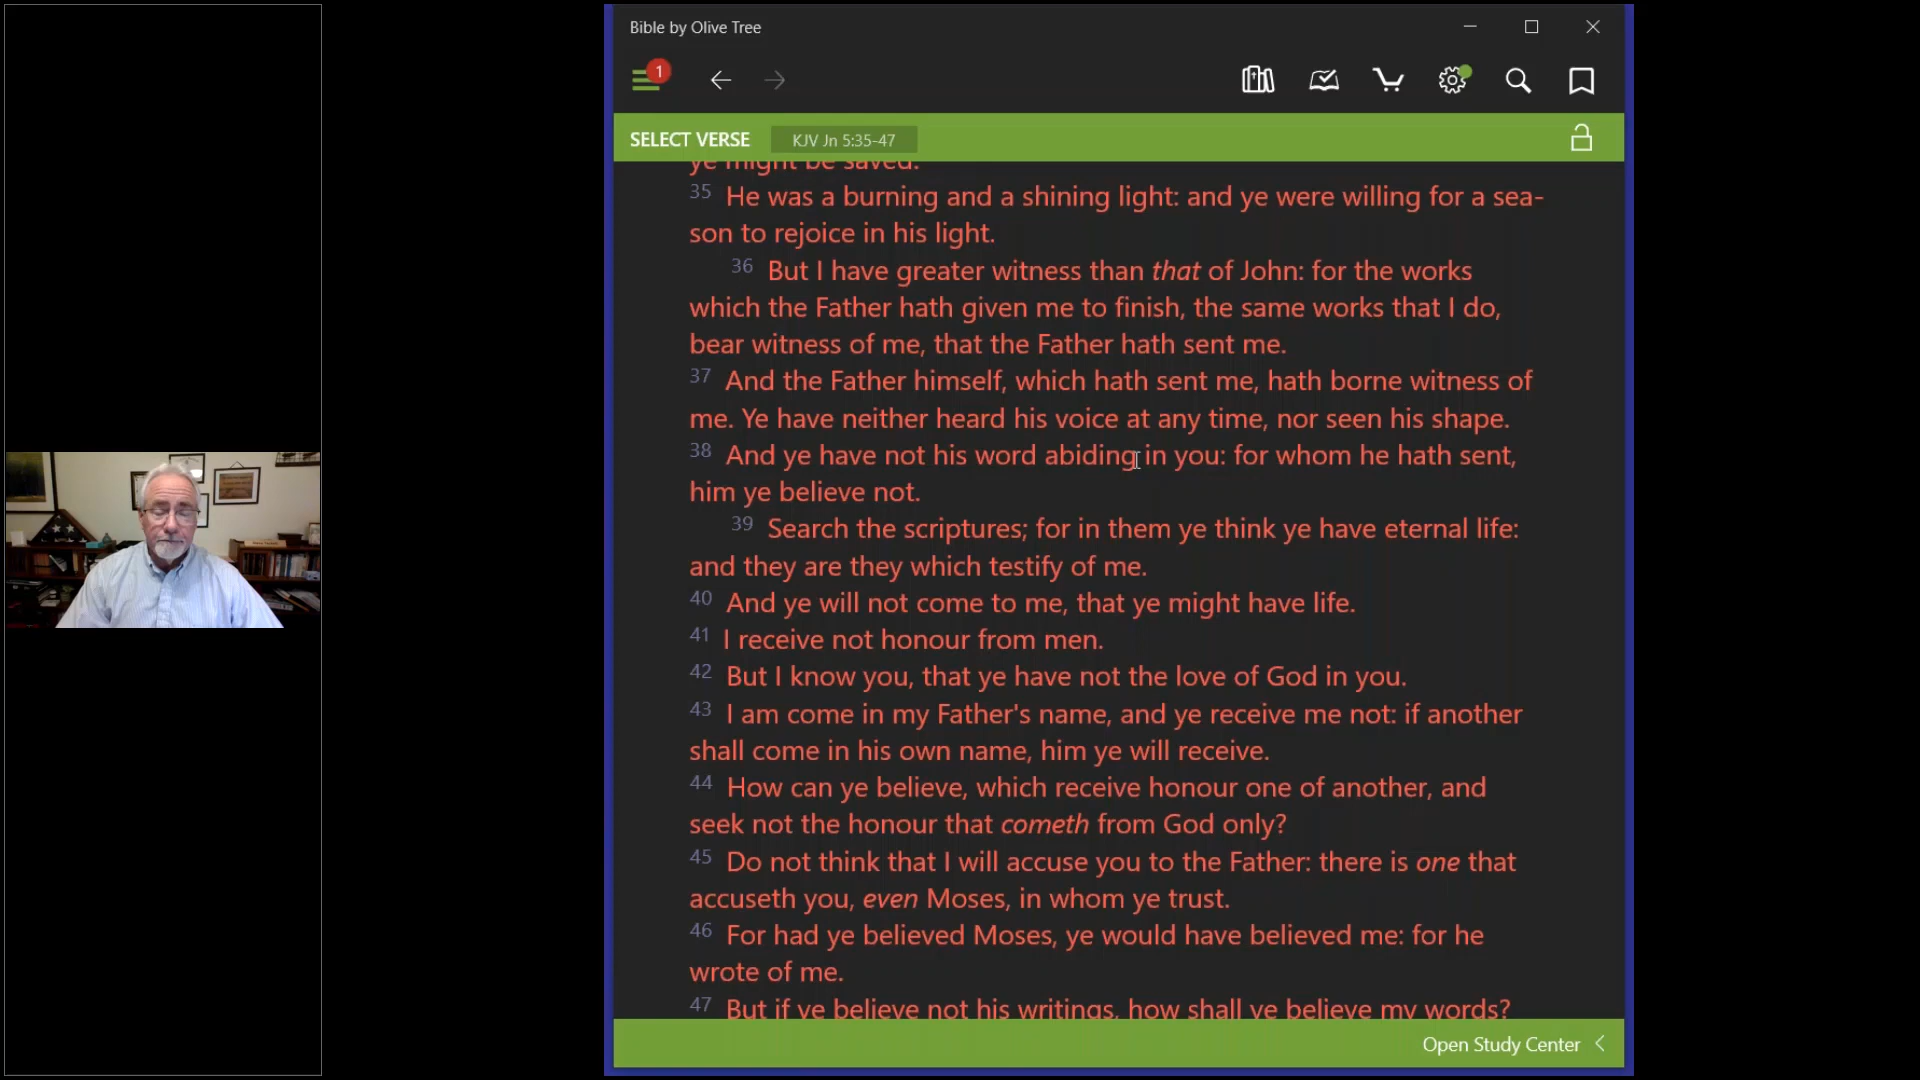 Bible by Olive Tree
1
SELECT VERSE KJV Jn 5:35-47
ye might be saved.
35 He was a burning and a shining light: and ye were willing for a sea-
son to rejoice in his light.
36 But I have greater witness than that of John: for the works
which the Father hath given me to finish, the same works that I do,
bear witness of me, that the Father hath sent me.
37 And the Father himself, which hath sent me, hath borne witness of
me. Ye have neither heard his voice at any time, nor seen his shape.
38 And ye have not his word abiding in you: for whom he hath sent,
him ye believe not.
39 Search the scriptures; for in them ye think ye have eternal life:
and they are they which testify of me.
40 And ye will not come to me, that ye might have life.
41 I receive not honour from men.
42 But I know you, that ye have not the love of God in you.
43 I am come in my Father's name, and ye receive me not: if another
shall come in his own name, him ye will receive.
44 How can ye believe, which receive honour one of another, and
seek not the honour that cometh from God only?
45 Do not think that I will accuse you to the Father: there is one that
accuseth you, even Moses, in whom ye trust.
46 For had ye believed Moses, ye would have believed me: for he
wrote of me.
47 But if ye believe not his writings, how shall ye believe my words?
Open Study Center